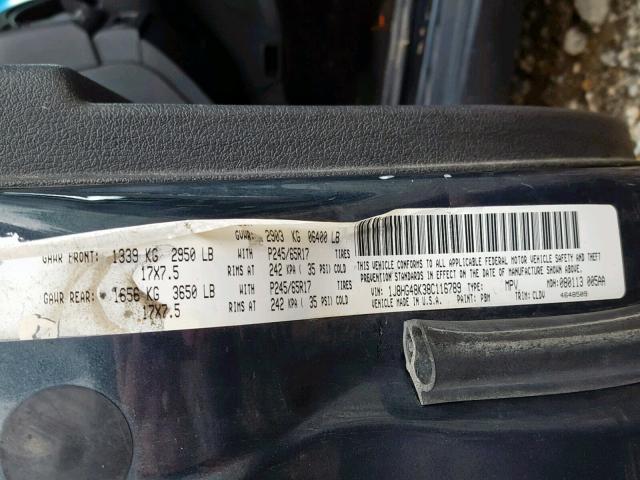 GVWR: 2903 KG 06400 LB
GAWR FRONT: 1339 KG 2950 LB WITH P245/65R17 TIRES
17X7.5 RIMS AT 242 KPA ( 35 PSI) COLD
GAWR REAR: 1656 KG 3650 LB WITH P245/65R17 TIRES
17X7.5 RIMS AT 242 KPA ( 35 PSI) COLD
THIS VEHICLE CONFORMS TO ALL APPLICABLE FEDERAL MOTOR VEHICLE SAFETY AND THEFT
PREVENTION STANDARDS IN EFFECT ON THE DATE OF MANUFACTURE SHOWN ABOVE
VIN: 1J8HG48K38C116789 TYPE: MPV MDH: 080113 005AA
VEHICLE MADE IN U.S.A. PAINT: PBM TRIM: CLDV 4648509